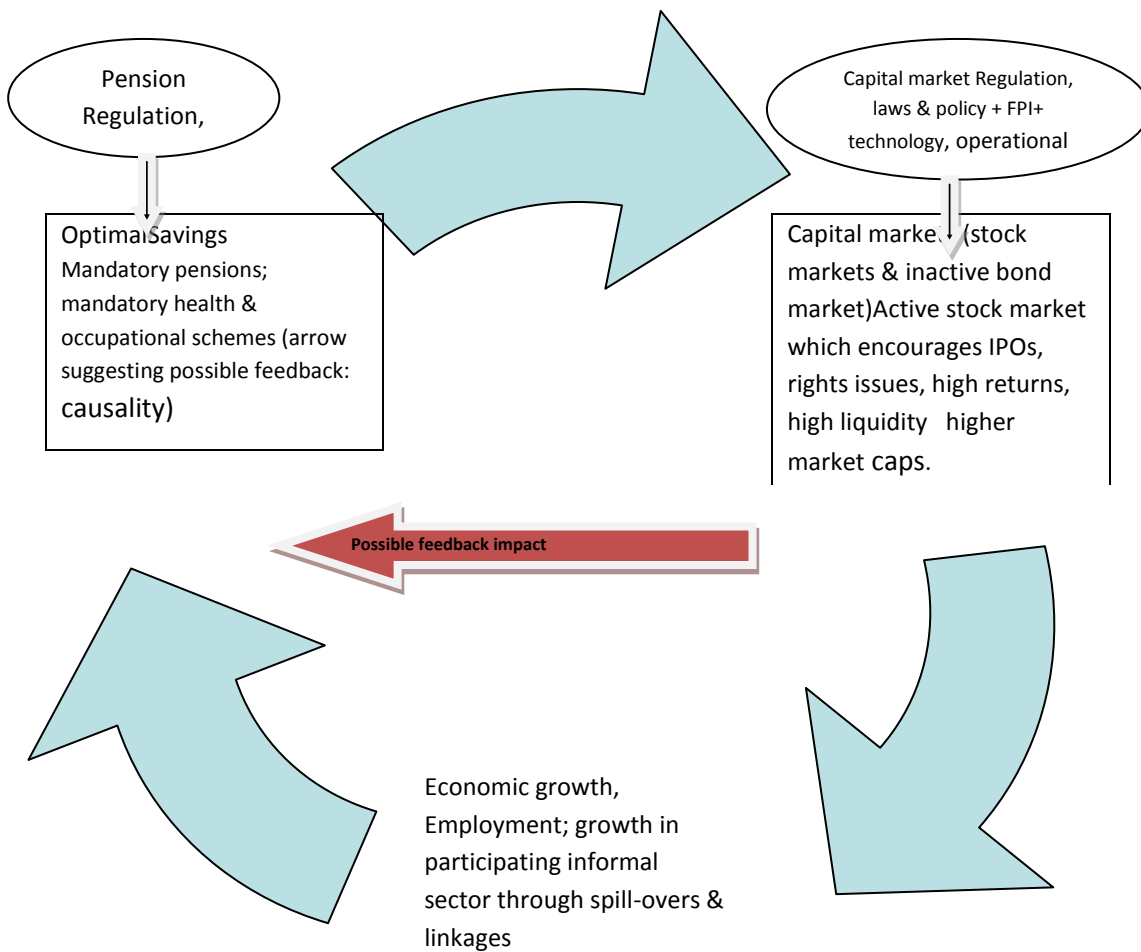 Pension
Regulation,
Capital market Regulation,
laws & policy + FPI+
technology, operational
OptimalSavings
Mandatory pensions;
mandatory health &
occupational schemes (arrow
suggesting possible feedback:
causality)
Capital market (stock
markets & inactive bond
market)Active stock market
which encourages IPOs,
rights issues, high returns,
high liquidity higher
market caps.
Possible feedback impact
Economic growth,
Employment; growth in
participating informal
sector through spill-overs &
linkages